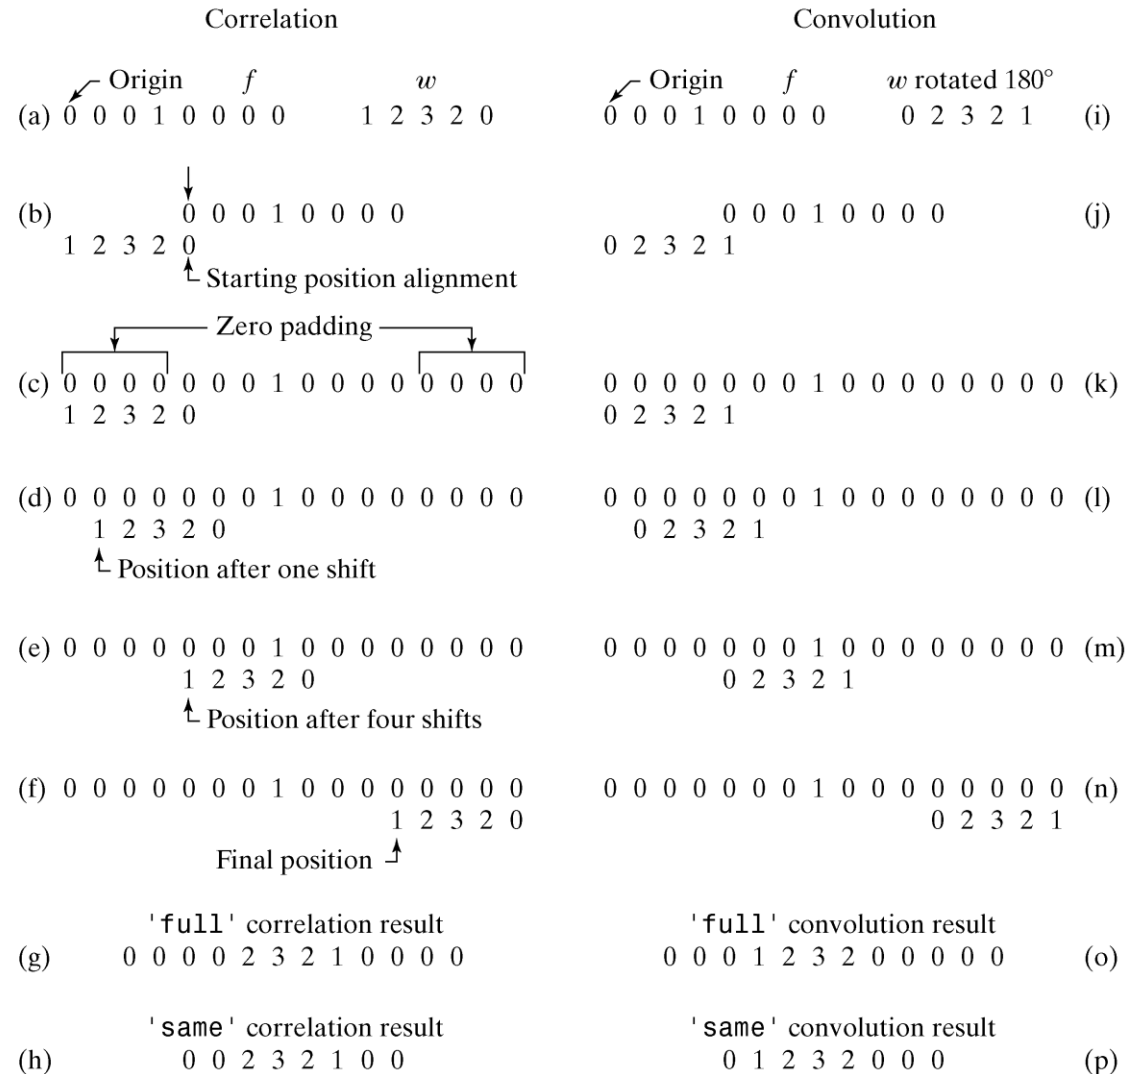 Correlation Convolution
Origin f w Origin f w rotated 180°
(a) 0 0 0 1 0 0 0 0 1 2 3 2 0 0 0 0 1 0 0 0 0 0 2 3 2 1 (i)
(b) 0 0 0 1 0 0 0 0 0 0 0 1 0 0 0 0 (j)
1 2 3 2 0 0 2 3 2 1
Starting position alignment
Zero padding
(c) 0 0 0 0 0 0 0 1 0 0 0 0 0 0 0 0 0 0 0 0 0 0 0 1 0 0 0 0 0 0 0 0 (k)
1 2 3 2 0 0 2 3 2 1
(d) 0 0 0 0 0 0 0 1 0 0 0 0 0 0 0 0 0 0 0 0 0 0 0 1 0 0 0 0 0 0 0 0 (l)
1 2 3 2 0 0 2 3 2 1
Position after one shift
(e) 0 0 0 0 0 0 0 1 0 0 0 0 0 0 0 0 0 0 0 0 0 0 0 1 0 0 0 0 0 0 0 0 (m)
1 2 3 2 0 0 2 3 2 1
Position after four shifts
(f) 0 0 0 0 0 0 0 1 0 0 0 0 0 0 0 0 0 0 0 0 0 0 0 1 0 0 0 0 0 0 0 0 (n)
1 2 3 2 0 0 2 3 2 1
Final position
'full' correlation result 'full' convolution result
(g) 0 0 0 0 2 3 2 1 0 0 0 0 0 0 0 1 2 3 2 0 0 0 0 0 (o)
'same' correlation result 'same' convolution result
(h) 0 0 2 3 2 1 0 0 0 1 2 3 2 0 0 0 (p)